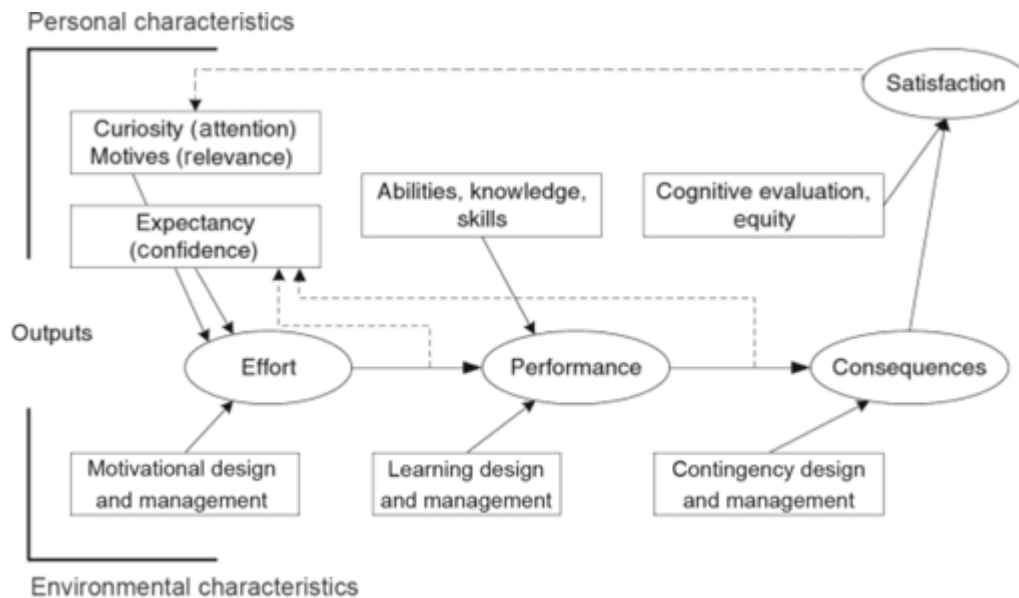 Personal characteristics
Satisfaction
Curiosity (attention)
Motives (relevance)
Abilities, knowledge,
skills
Cognitive evaluation,
equity
Expectancy
(confidence)
Outputs
Effort
Performance
Consequences
Motivational design
and management
Learning design
and management
Contingency design
and management
Environmental characteristics